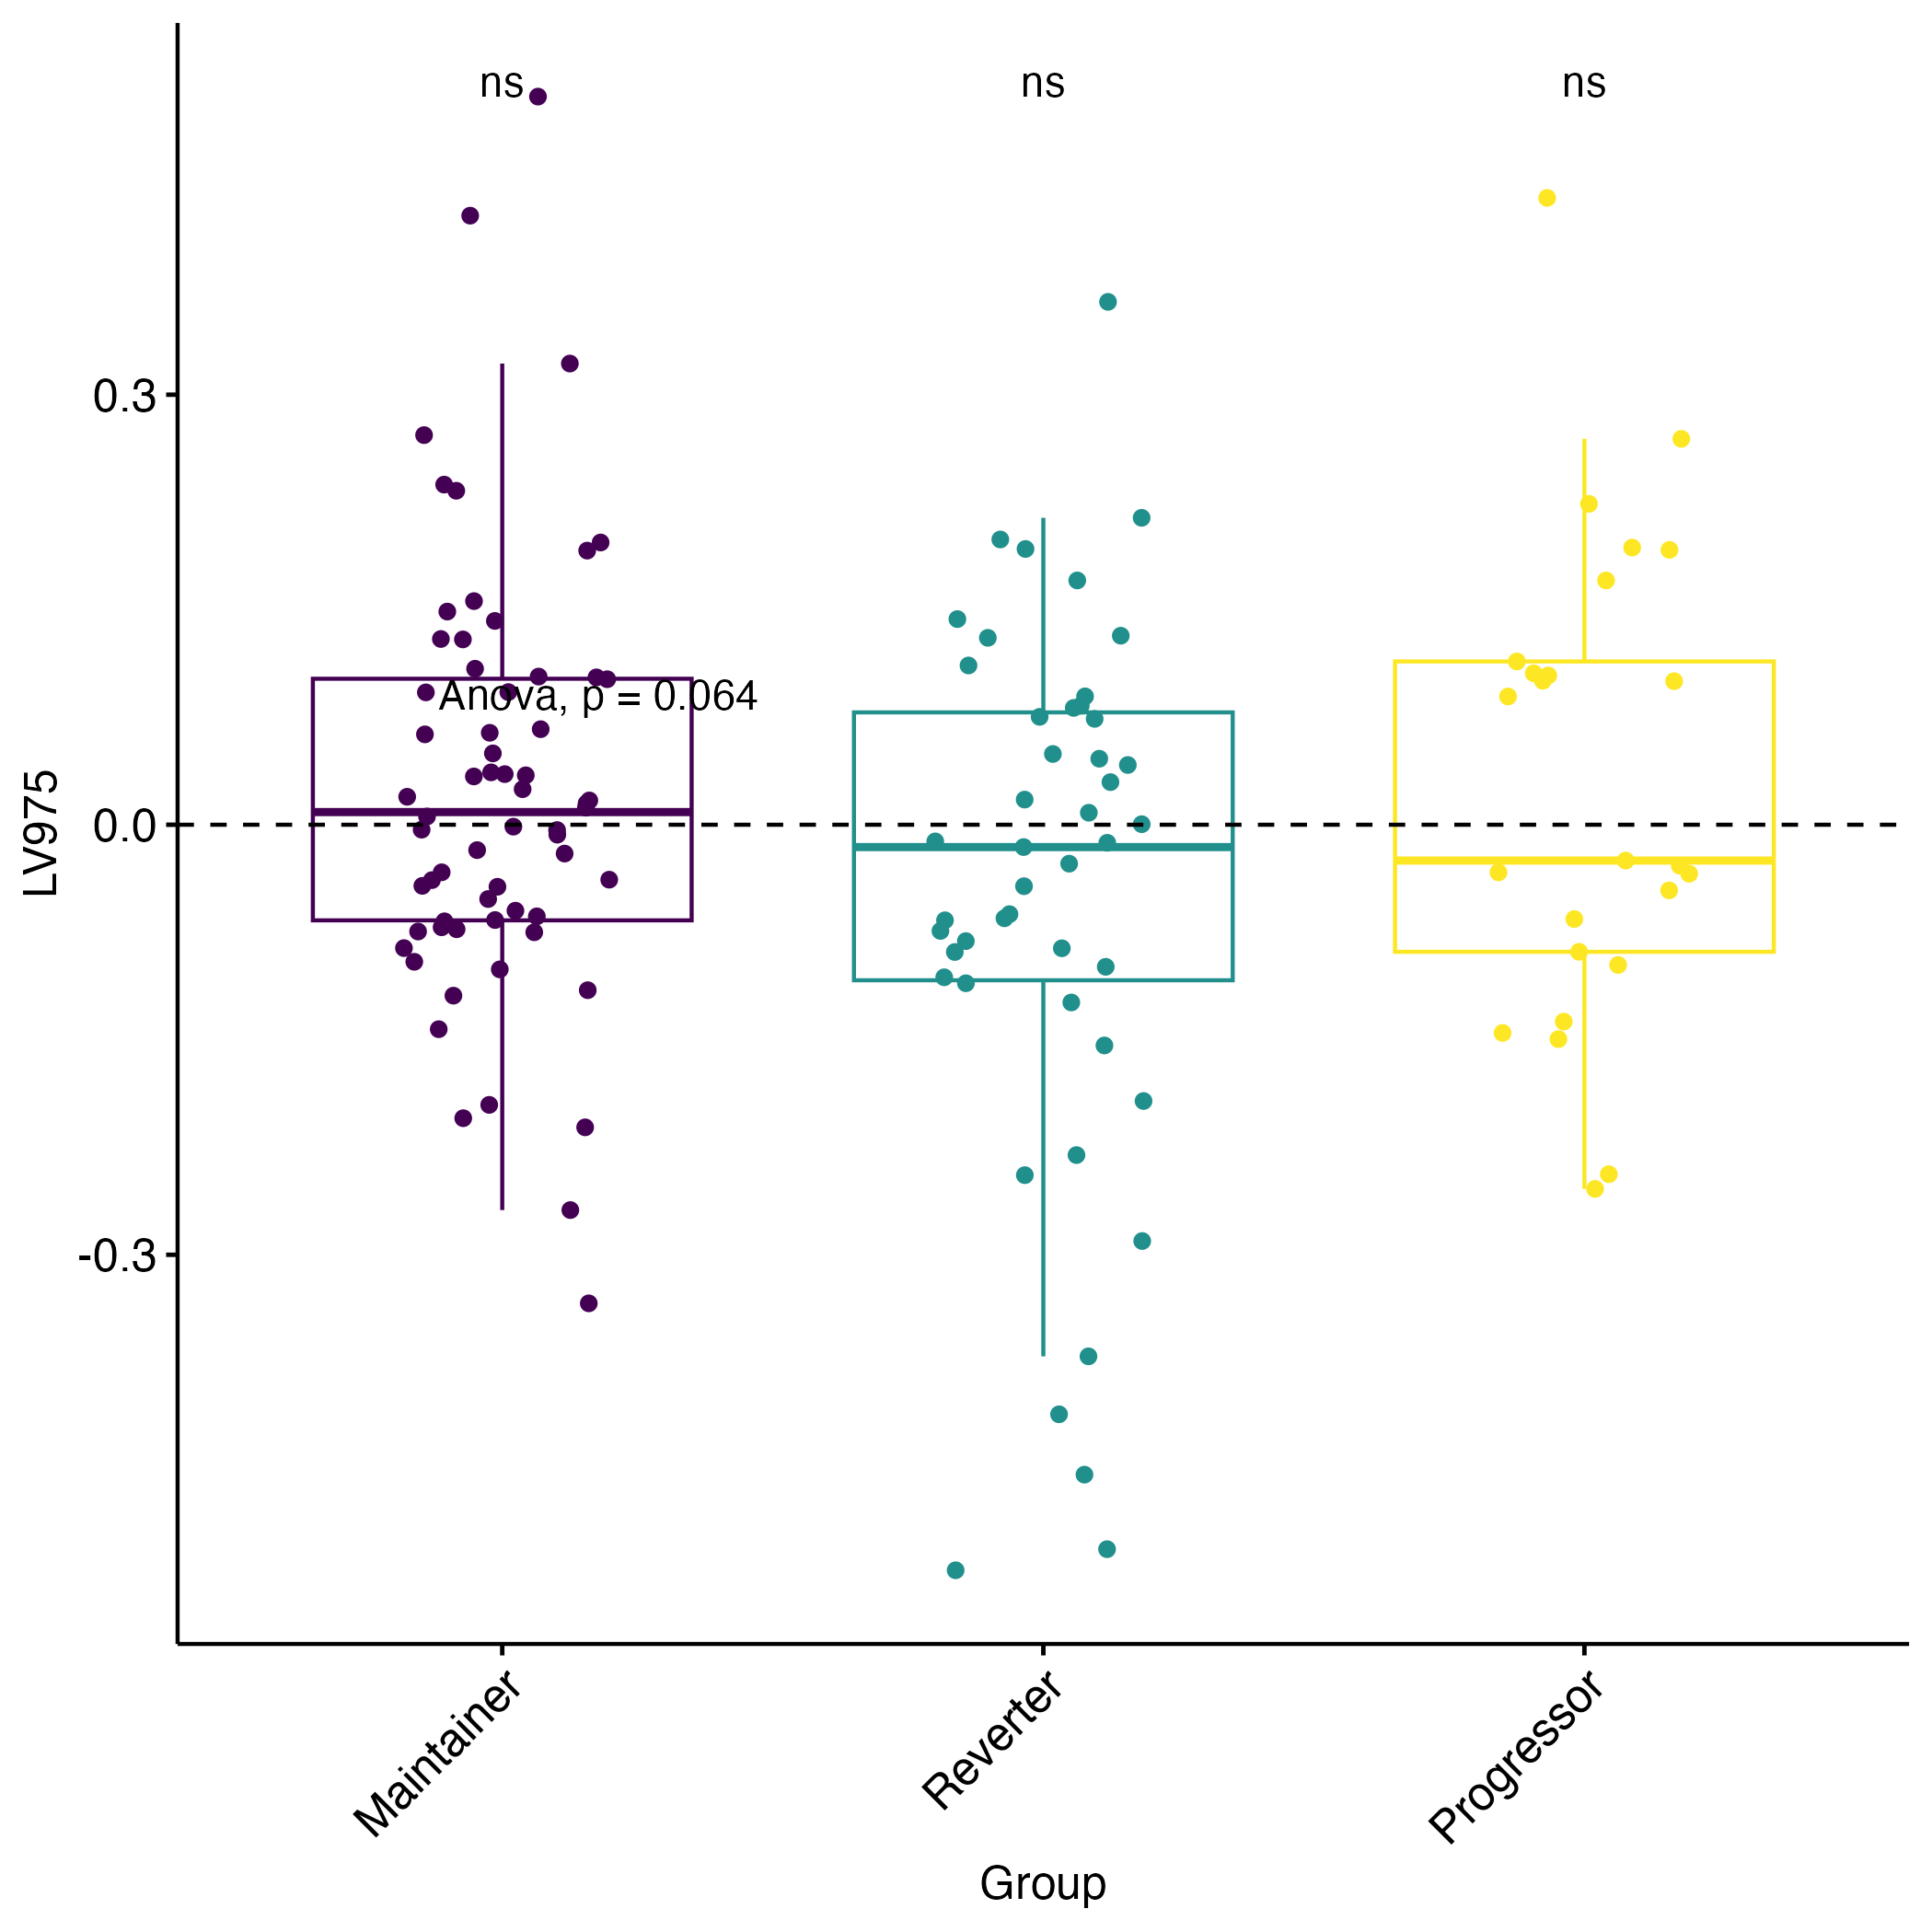 ns ns ns
0.3
Anova, p = 0.064
0.0
LV975
-0.3
Maintainer Reverter Progressor
Group